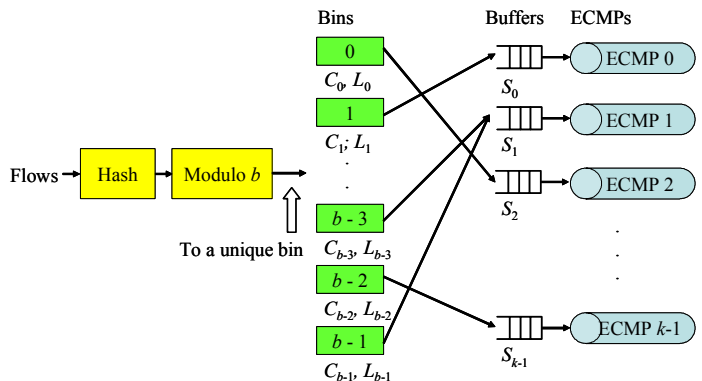 Bins Buffers ECMPs
0
C0, L0
1
C1; L1
.
.
b - 3
Cb-3, Lb-3
b - 2
Cb-2, Lb-2
b - 1
Cb-1, Lb-1
Flows
Hash
Modulo b
To a unique bin
S0
S1
S2
Sk-1
ECMP 0
ECMP 1
ECMP 2
.
.
.
ECMP k-1